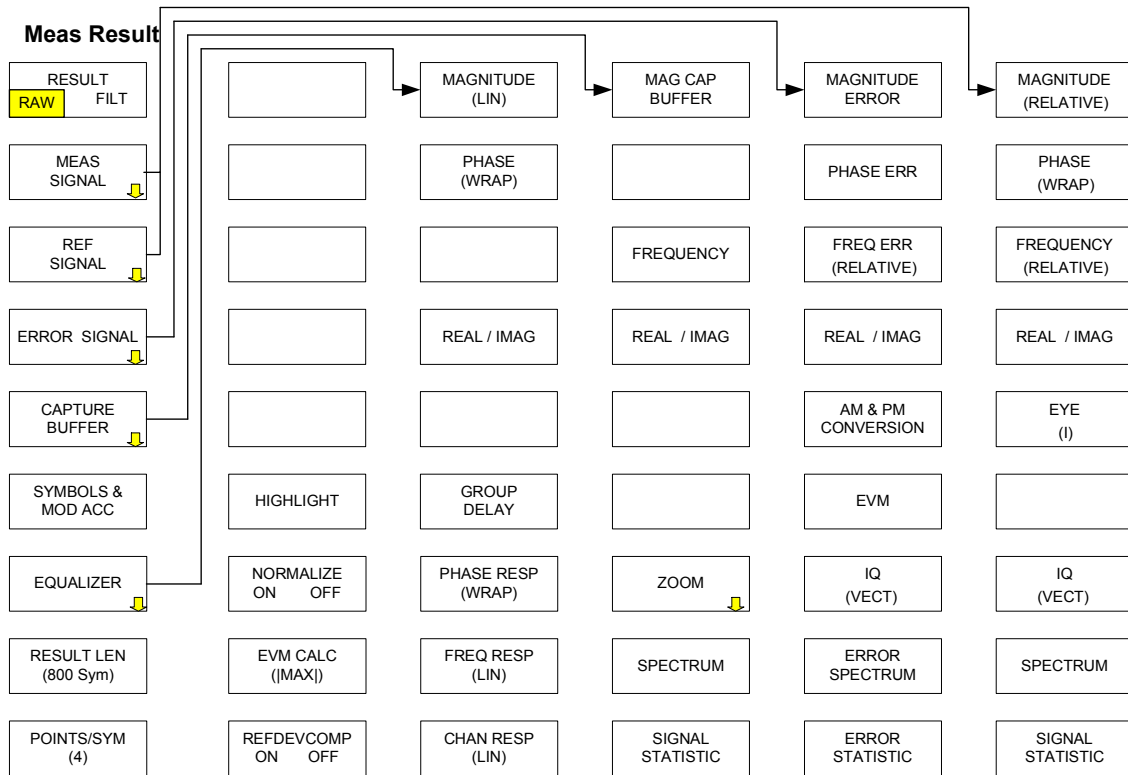 Meas Result
RESULT
RAW FILT
MEAS
SIGNAL
REF
SIGNAL
ERROR SIGNAL
CAPTURE
BUFFER
SYMBOLS &
MOD ACC
EQUALIZER
RESULT LEN
(800 Sym)
POINTS/SYM
(4)
HIGHLIGHT
NORMALIZE
ON OFF
EVM CALC
(|MAX|)
REFDEVCOMP
ON OFF
MAGNITUDE
(LIN)
PHASE
(WRAP)
REAL / IMAG
GROUP
DELAY
PHASE RESP
(WRAP)
FREQ RESP
(LIN)
CHAN RESP
(LIN)
MAG CAP
BUFFER
FREQUENCY
REAL / IMAG
ZOOM
SPECTRUM
SIGNAL
STATISTIC
MAGNITUDE
ERROR
PHASE ERR
FREQ ERR
(RELATIVE)
REAL / IMAG
AM & PM
CONVERSION
EVM
IQ
(VECT)
ERROR
SPECTRUM
ERROR
STATISTIC
MAGNITUDE
(RELATIVE)
PHASE
(WRAP)
FREQUENCY
(RELATIVE)
REAL / IMAG
EYE
(I)
IQ
(VECT)
SPECTRUM
SIGNAL
STATISTIC